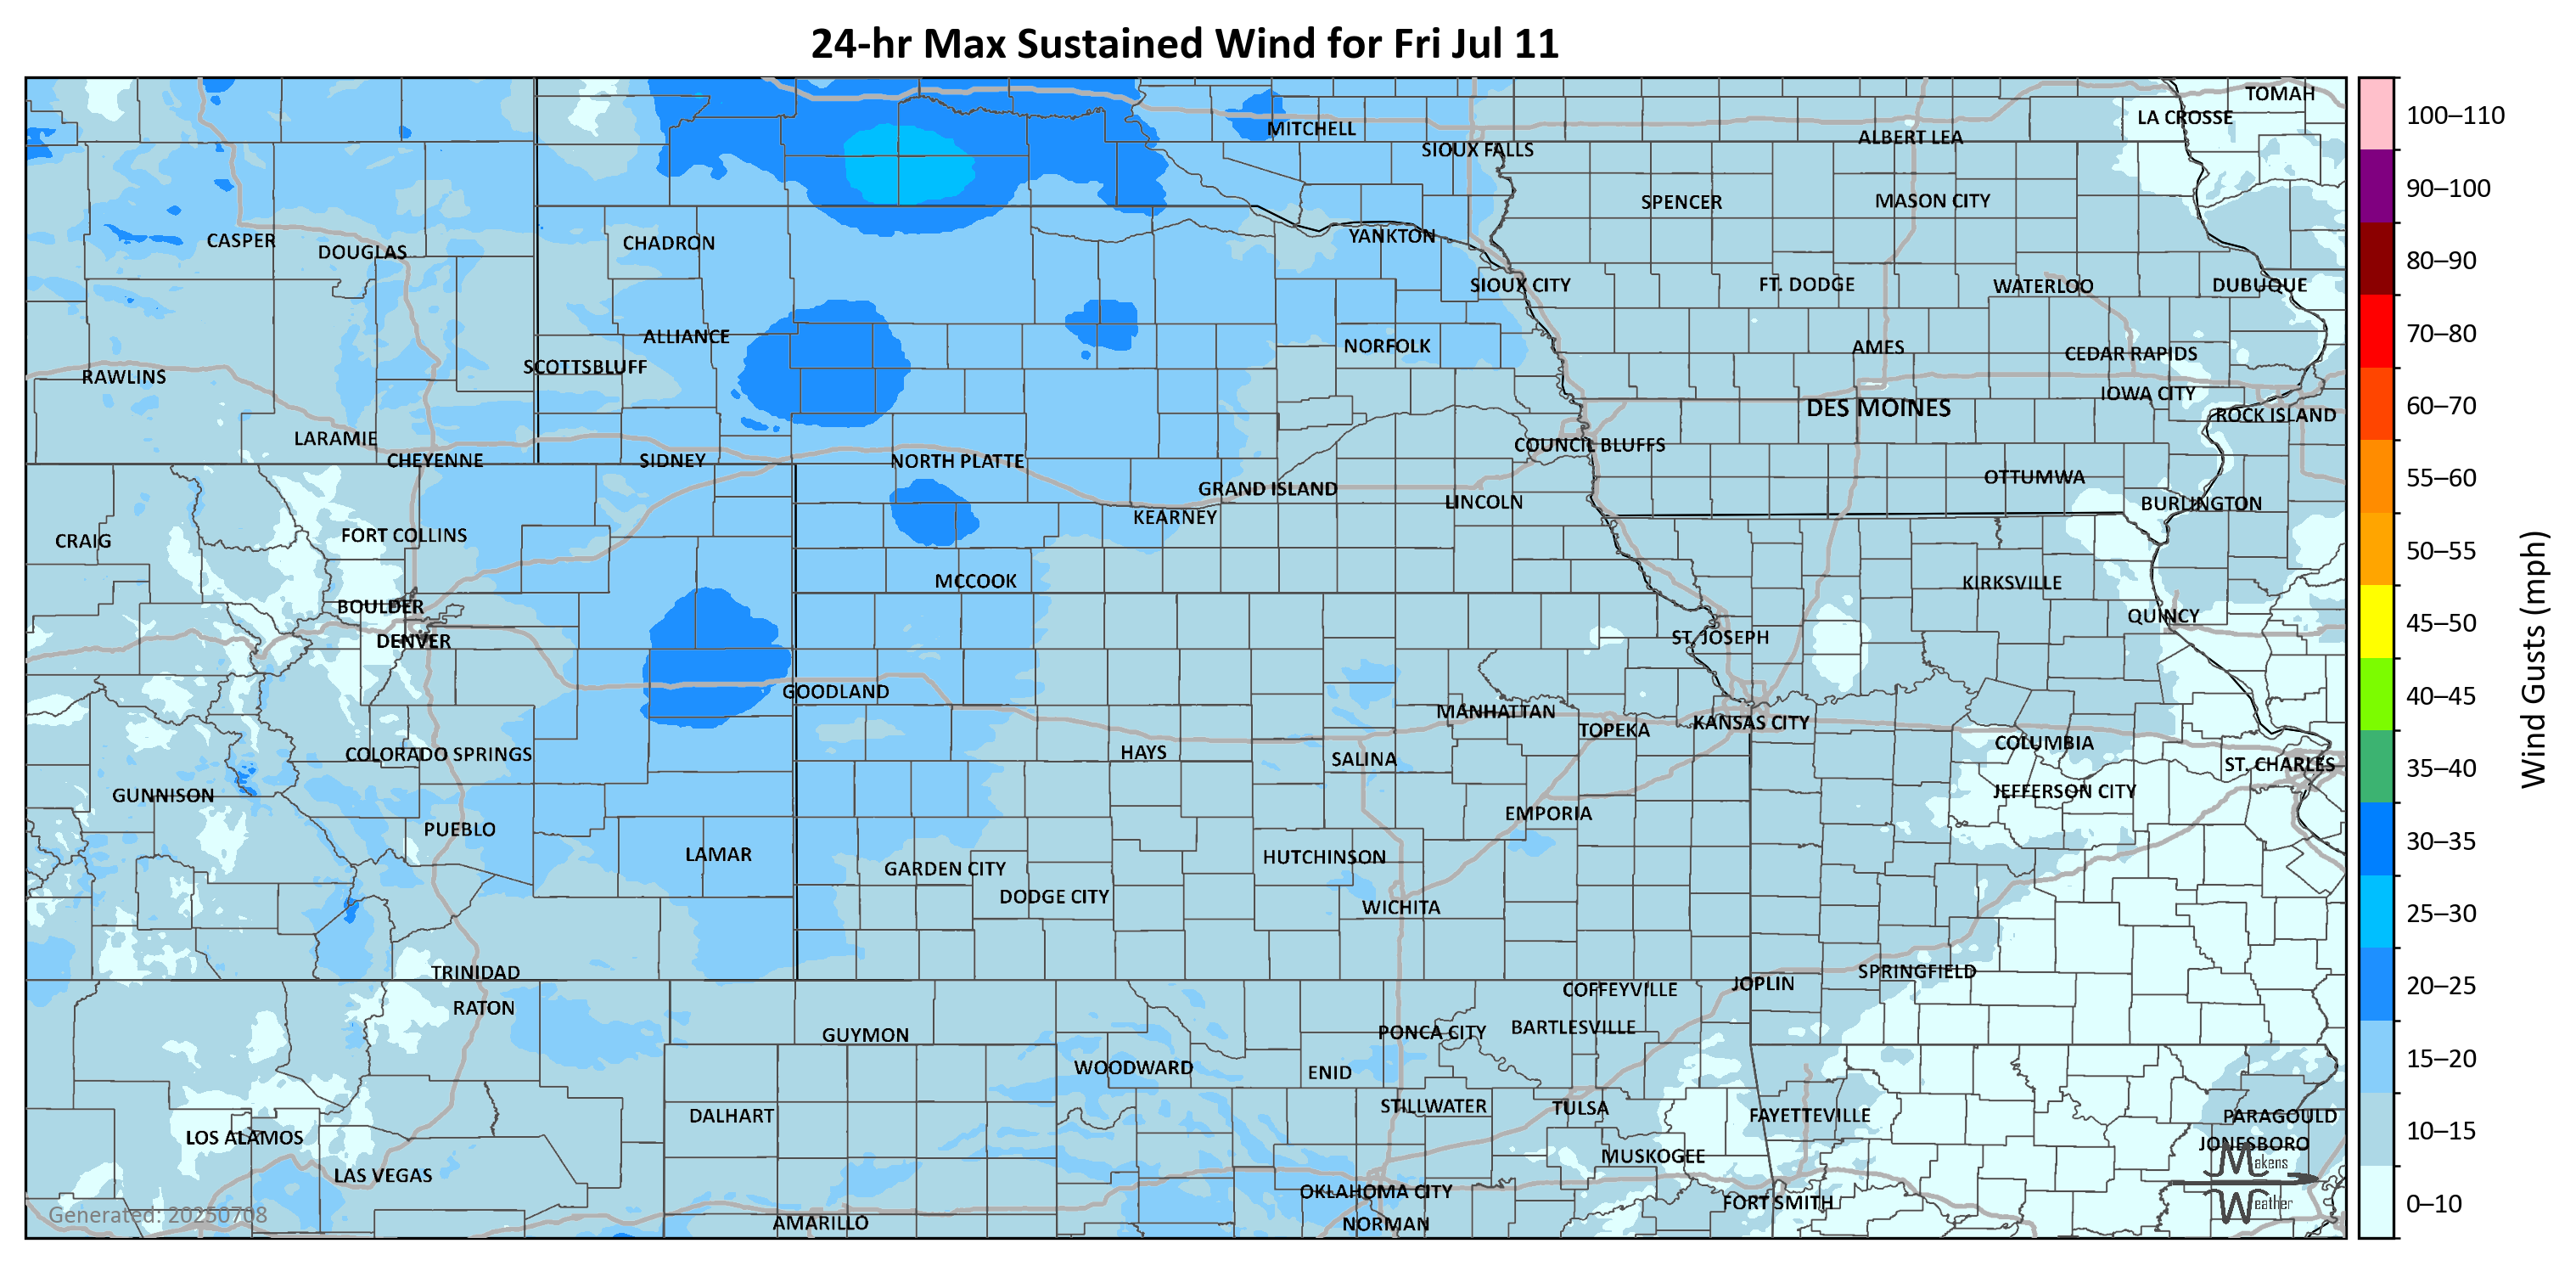 24-hr Max Sustained Wind for Fri Jul 11
TOMAH
LA CROSSE
MITCHELL
ALBERT LEA
SIOUX FALLS
SPENCER
MASON CITY
CASPER
DOUGLAS
CHADRON
YANKTON
SIOUX CITY
FT. DODGE
WATERLOO
DUBUQUE
ALLIANCE
NORFOLK
AMES
CEDAR RAPIDS
SCOTTSBLUFF
RAWLINS
IOWA CITY
DES MOINES
ROCK ISLAND
LARAMIE
COUNCIL BLUFFS
CHEYENNE
SIDNEY
NORTH PLATTE
OTTUMWA
GRAND ISLAND
LINCOLN
BURLINGTON
KEARNEY
FORT COLLINS
CRAIG
MCCOOK
KIRKSVILLE
BOULDER
QUINCY
DENVER
ST. JOSEPH
GOODLAND
MANHATTAN
TOPEKA
KANSAS CITY
COLUMBIA
COLORADO SPRINGS
HAYS
SALINA
ST. CHARLES
GUNNISON
JEFFERSON CITY
EMPORIA
PUEBLO
LAMAR
HUTCHINSON
GARDEN CITY
DODGE CITY
WICHITA
TRINIDAD
SPRINGFIELD
JOPLIN
COFFEYVILLE
RATON
GUYMON
PONCA CITY
BARTLESVILLE
WOODWARD
ENID
STILLWATER
TULSA
DALHART
FAYETTEVILLE
PARAGOULD
LOS ALAMOS
JONESBORO
MUSKOGEE
LAS VEGAS
OKLAHOMA CITY
FORT SMITH
AMARILLO
NORMAN
Generated: 20250708
Makens
Weather
100–110
90–100
80–90
70–80
60–70
55–60
50–55
45–50
40–45
35–40
30–35
25–30
20–25
15–20
10–15
0–10
Wind Gusts (mph)